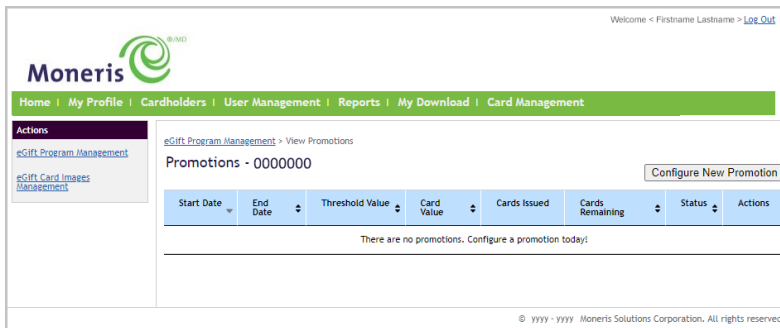 Welcome < Firstname Lastname > Log Out
®/MD
Moneris
Home | My Profile | Cardholders | User Management | Reports | My Download | Card Management
Actions
eGift Program Management
eGift Card Images
Management
eGift Program Management > View Promotions
Promotions - 0000000
Configure New Promotion
Start Date End Date Threshold Value Card Value Cards Issued Cards Remaining Status Actions
There are no promotions. Configure a promotion today!
© yyyy - yyyy Moneris Solutions Corporation. All rights reserved